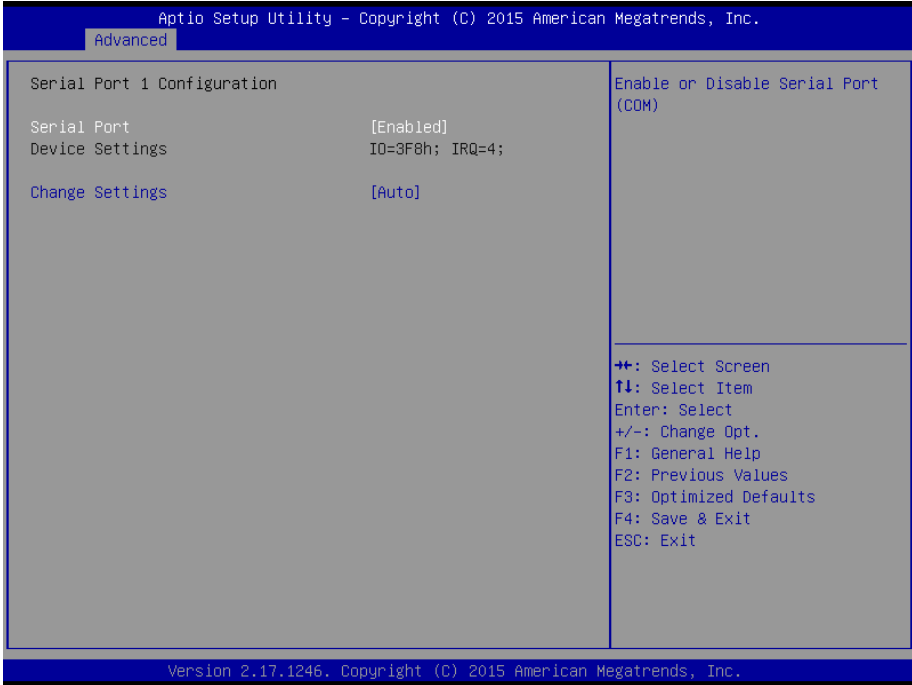 Aptio Setup Utility – Copyright (C) 2015 American Megatrends, Inc.
Advanced
Serial Port 1 Configuration
Serial Port [Enabled]
Device Settings IO=3F8h; IRQ=4;
Change Settings [Auto]
Enable or Disable Serial Port
(COM)
→←: Select Screen
↑↓: Select Item
Enter: Select
+/-: Change Opt.
F1: General Help
F2: Previous Values
F3: Optimized Defaults
F4: Save & Exit
ESC: Exit
Version 2.17.1246. Copyright (C) 2015 American Megatrends, Inc.